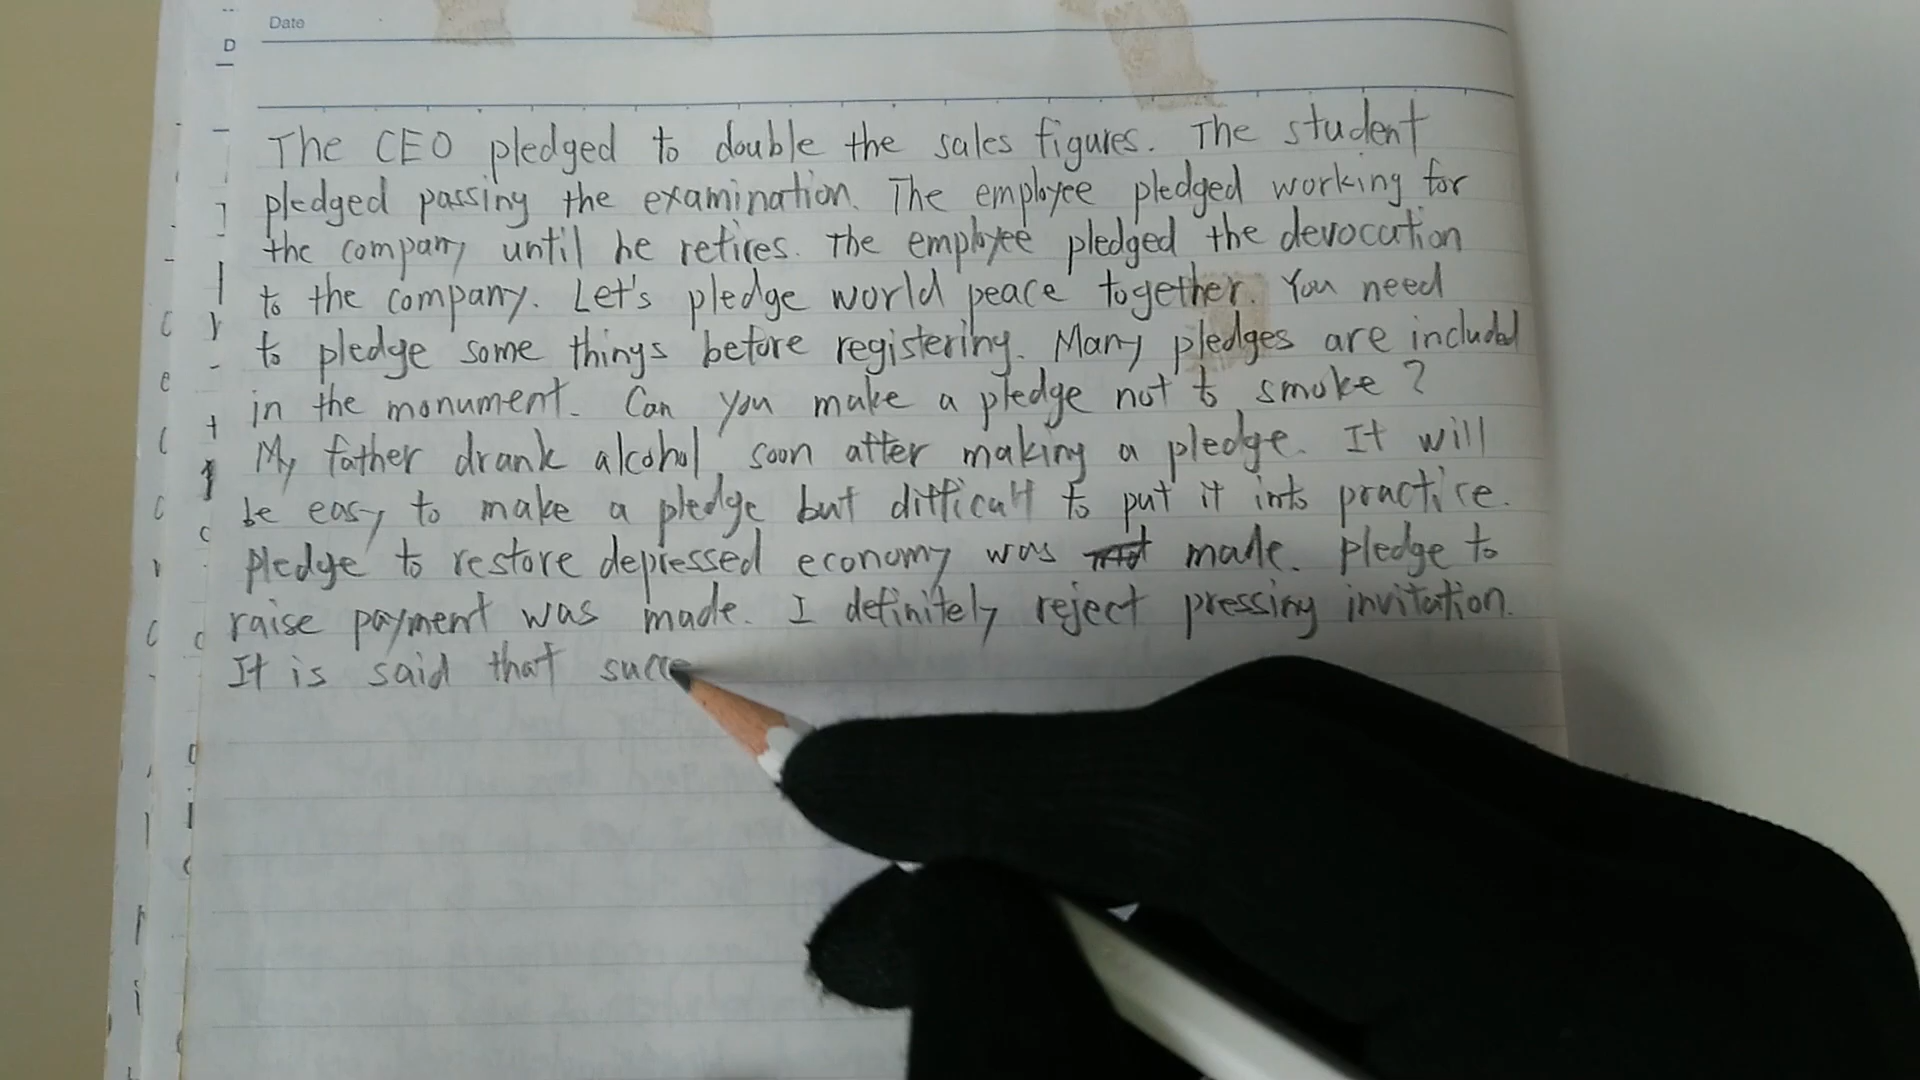 Date
D
The CEO pledged to double the sales figures. The student
pledged passing the examination. The employee pledged working for
the company until he retires. The employee pledged the devocation
to the company. Let's pledge world peace together. You need
to pledge some things before registering. Many pledges are included
in the monument. Can you make a pledge not to smoke?
My father drank alcohol soon after making a pledge. It will
be easy to make a pledge but difficult to put it into practice.
Pledge to restore depressed economy was made. Pledge to
raise payment was made. I definitely reject pressing invitation.
It is said that succe